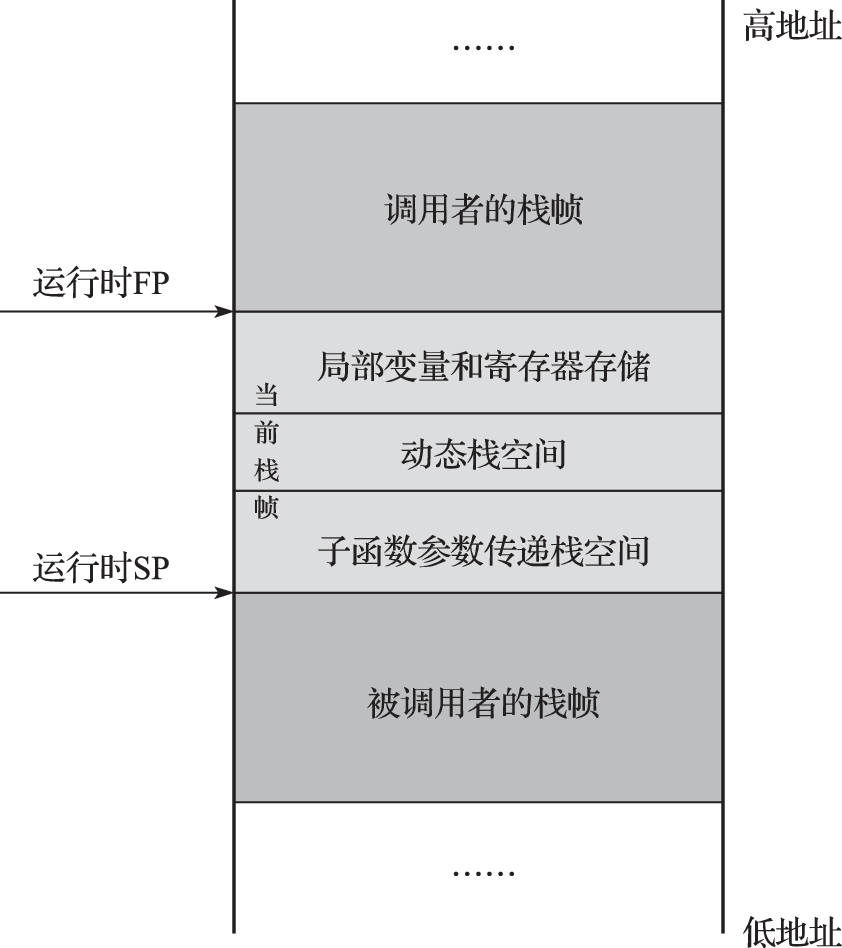 高地址
……
调用者的栈帧
运行时FP
局部变量和寄存器存储
当前栈帧
动态栈空间
子函数参数传递栈空间
运行时SP
被调用者的栈帧
……
低地址